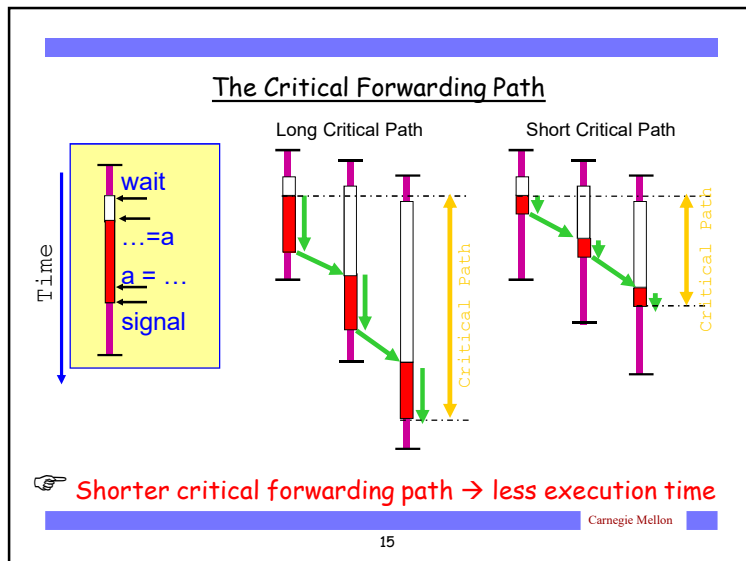 The Critical Forwarding Path
Long Critical Path
Short Critical Path
Time
wait
…=a
a = …
signal
Critical Path
Critical Path
Shorter critical forwarding path → less execution time
Carnegie Mellon
15